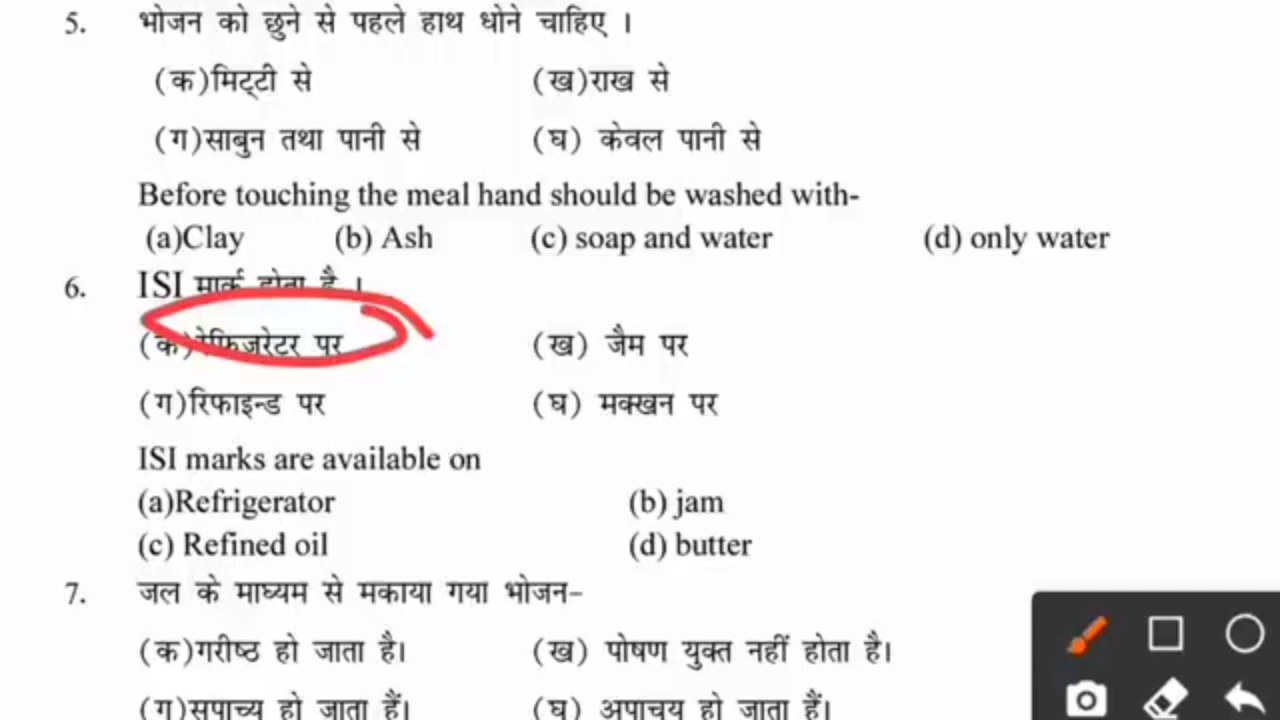 5. भोजन को छुने से पहले हाथ धोने चाहिए ।
(क)मिट्टी से (ख)राख से
(ग)साबुन तथा पानी से (घ) केवल पानी से
Before touching the meal hand should be washed with-
(a)Clay (b) Ash (c) soap and water (d) only water
6. ISI मार्क होता है ।
(क)रेफ्रिजरेटर पर (ख) जैम पर
(ग)रिफाइन्ड पर (घ) मक्खन पर
ISI marks are available on
(a)Refrigerator (b) jam
(c) Refined oil (d) butter
7. जल के माध्यम से मकाया गया भोजन-
(क)गरीष्ठ हो जाता है। (ख) पोषण युक्त नहीं होता है।
(ग)सुपाच्य हो जाता हैं। (घ) अपाचय हो जाता हैं।